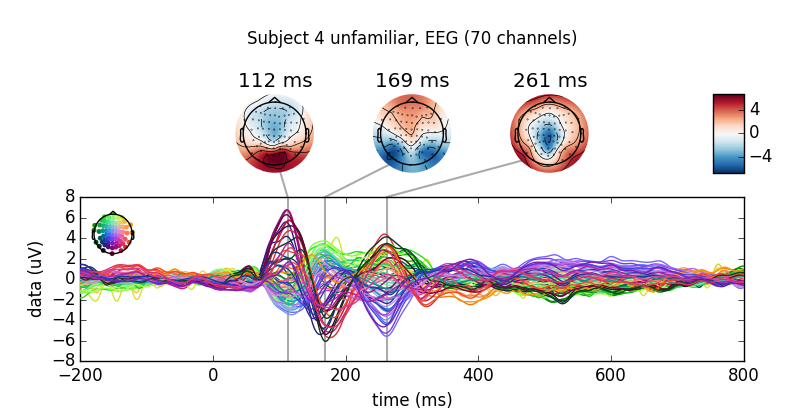 Subject 4 unfamiliar, EEG (70 channels)
112 ms 169 ms 261 ms
4
0
−4
8
6
4
2
0
−2
−4
−6
−8
data (uV)
−200 0 200 400 600 800
time (ms)